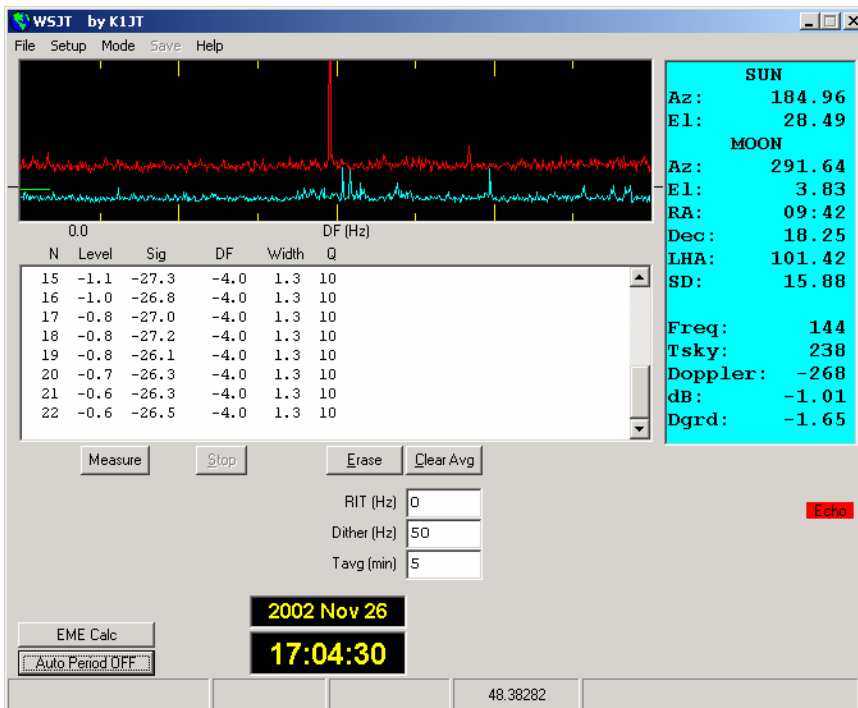 WSJT by K1JT
File Setup Mode Save Help
0.0 DF (Hz)
N Level Sig DF Width Q
15 -1.1 -27.3 -4.0 1.3 10
16 -1.0 -26.8 -4.0 1.3 10
17 -0.8 -27.0 -4.0 1.3 10
18 -0.8 -27.2 -4.0 1.3 10
19 -0.8 -26.1 -4.0 1.3 10
20 -0.7 -26.3 -4.0 1.3 10
21 -0.6 -26.3 -4.0 1.3 10
22 -0.6 -26.5 -4.0 1.3 10
SUN
Az: 184.96
El: 28.49
MOON
Az: 291.64
El: 3.83
RA: 09:42
Dec: 18.25
LHA: 101.42
SD: 15.88
Freq: 144
Tsky: 238
Doppler: -268
dB: -1.01
Dgrd: -1.65
Measure Stop Erase Clear Avg
RIT (Hz) 0
Dither (Hz) 50
Tavg (min) 5
Echo
2002 Nov 26
17:04:30
EME Calc
Auto Period OFF
48.38282